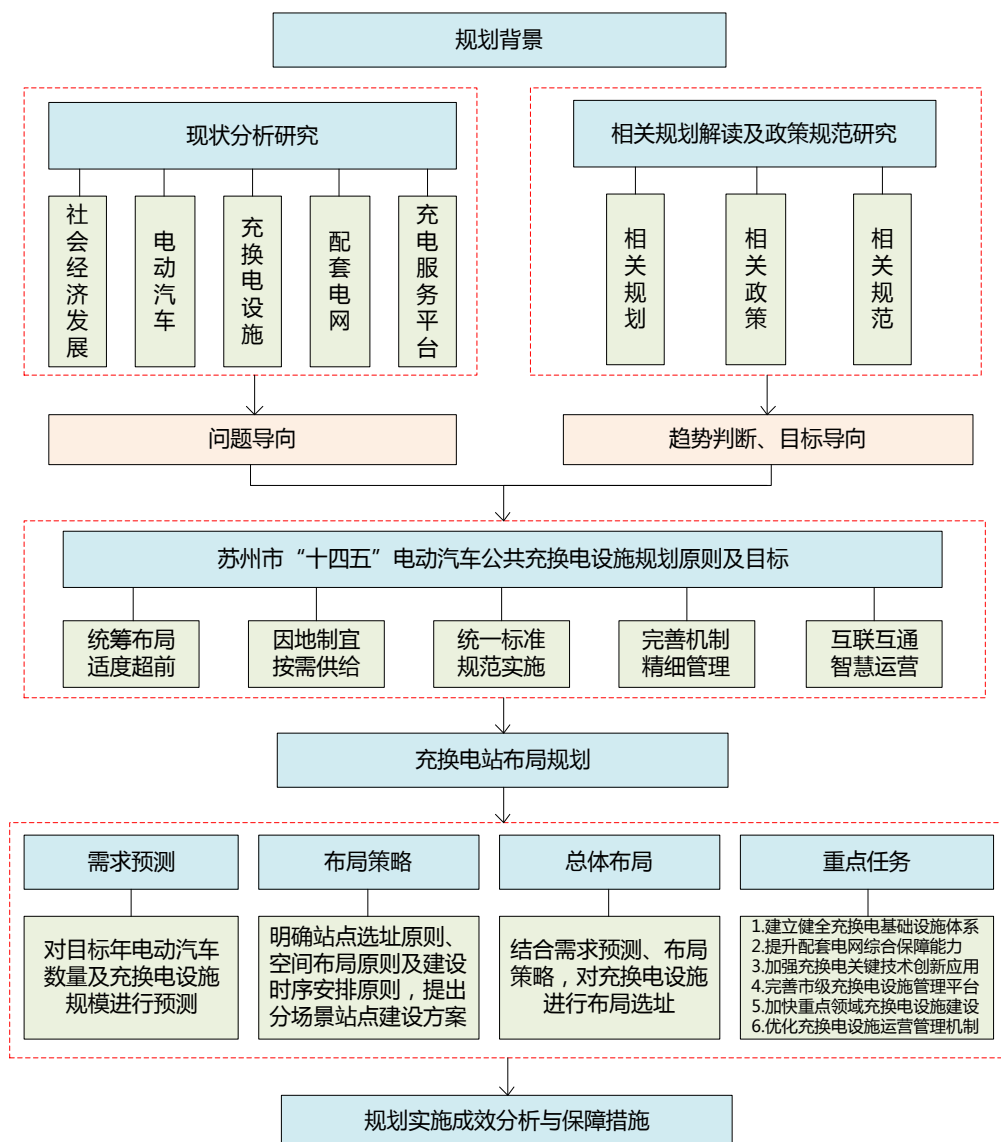 规划背景
现状分析研究
相关规划解读及政策规范研究
社会经济发展
电动汽车
充换电设施
配套电网
充电服务平台
相关规划
相关政策
相关规范
问题导向
趋势判断、目标导向
苏州市“十四五”电动汽车公共充换电设施规划原则及目标
统筹布局
适度超前
因地制宜
按需供给
统一标准
规范实施
完善机制
精细管理
互联互通
智慧运营
充换电站布局规划
需求预测
布局策略
总体布局
重点任务
对目标年电动汽车
数量及充换电设施
规模进行预测
明确站点选址原则、
空间布局原则及建设
时序安排原则，提出
分场景站点建设方案
结合需求预测、布局
策略，对充换电设施
进行布局选址
1.建立健全充换电基础设施体系
2.提升配套电网综合保障能力
3.加强充换电关键技术创新应用
4.完善市级充换电设施管理平台
5.加快重点领域充换电设施建设
6.优化充换电设施运营管理机制
规划实施成效分析与保障措施